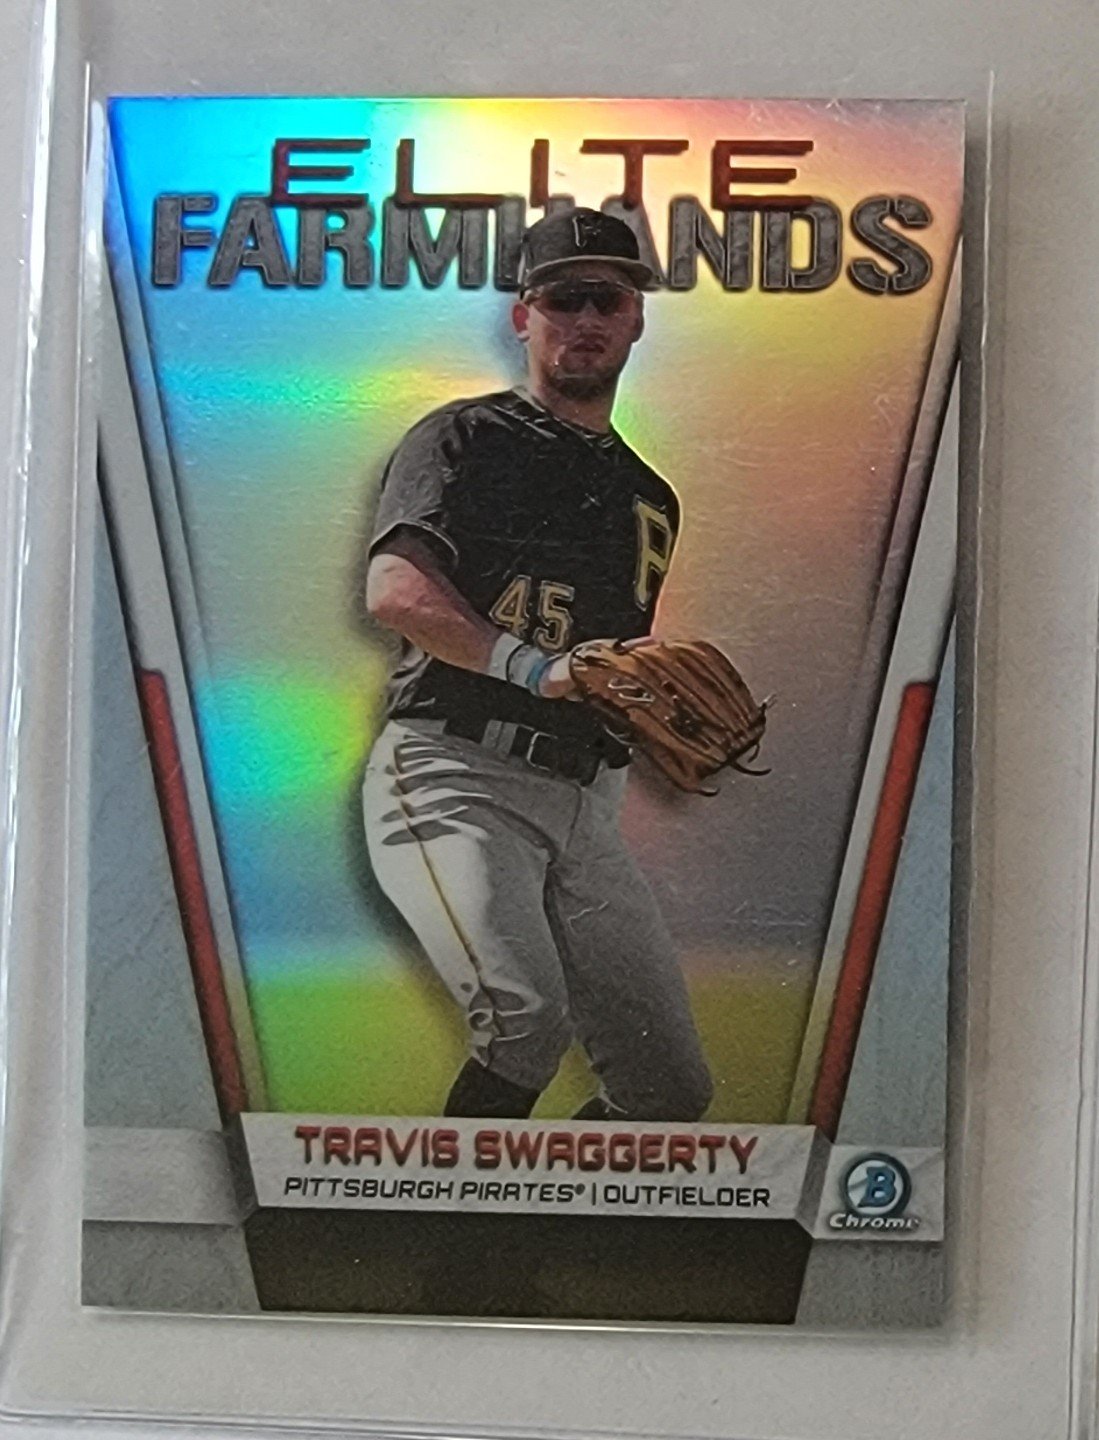 ELITE
FARMHANDS
P
P
45
TRAVIS SWAGGERTY
PITTSBURGH PIRATES® | OUTFIELDER
B
Chrome